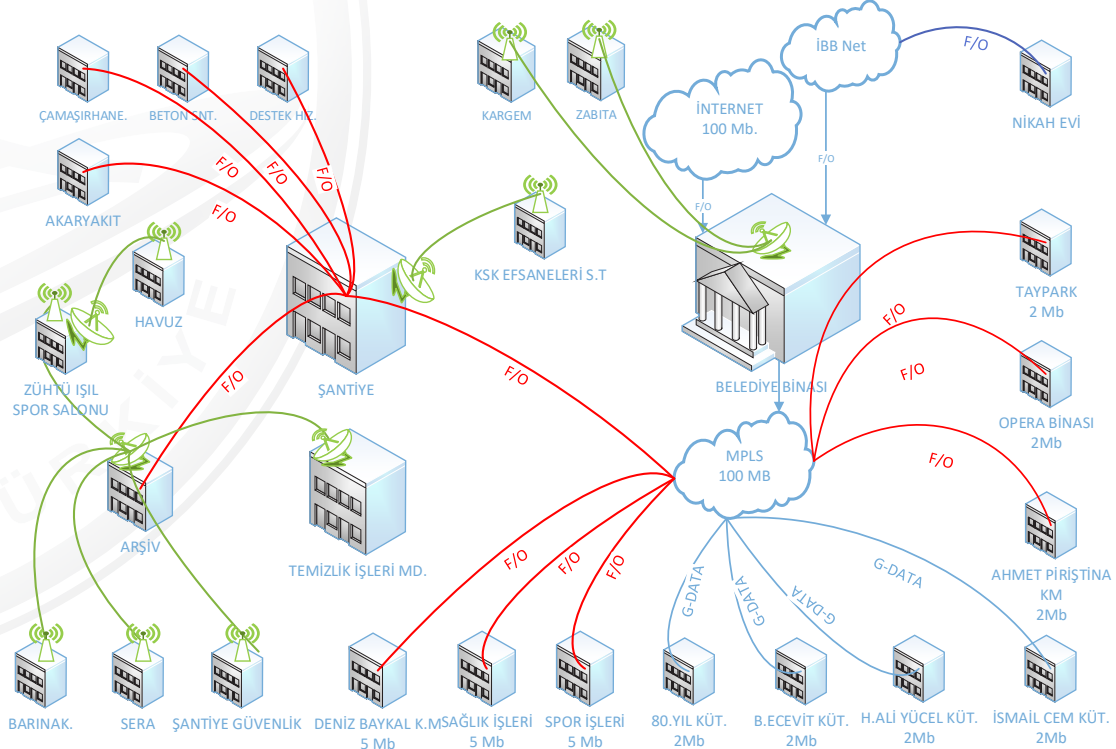 İBB Net
F/O
NİKAH EVİ
İNTERNET
100 Mb.
F/O
F/O
ÇAMAŞIRHANE.
BETON SNT.
DESTEK HİZ.
KARGEM
ZABITA
F/O
F/O
F/O
F/O
AKARYAKIT
HAVUZ
KSK EFSANELERİ S.T
TAYPARK
2 Mb
ZÜHTÜ IŞIL
SPOR SALONU
ŞANTİYE
BELEDİYE BİNASI
F/O
F/O
F/O
F/O
OPERA BİNASI
2Mb
MPLS
100 MB
F/O
ARŞİV
TEMİZLİK İŞLERİ MD.
F/O
F/O
F/O
G-DATA
G-DATA
G-DATA
G-DATA
AHMET PİRİŞTİNA
KM
2Mb
BARINAK.
SERA
ŞANTİYE GÜVENLİK
DENİZ BAYKAL K.M
5 Mb
SAĞLIK İŞLERİ
5 Mb
SPOR İŞLERİ
5 Mb
80.YIL KÜT.
2Mb
B.ECEVİT KÜT.
2Mb
H.ALİ YÜCEL KÜT.
2Mb
İSMAİL CEM KÜT.
2Mb